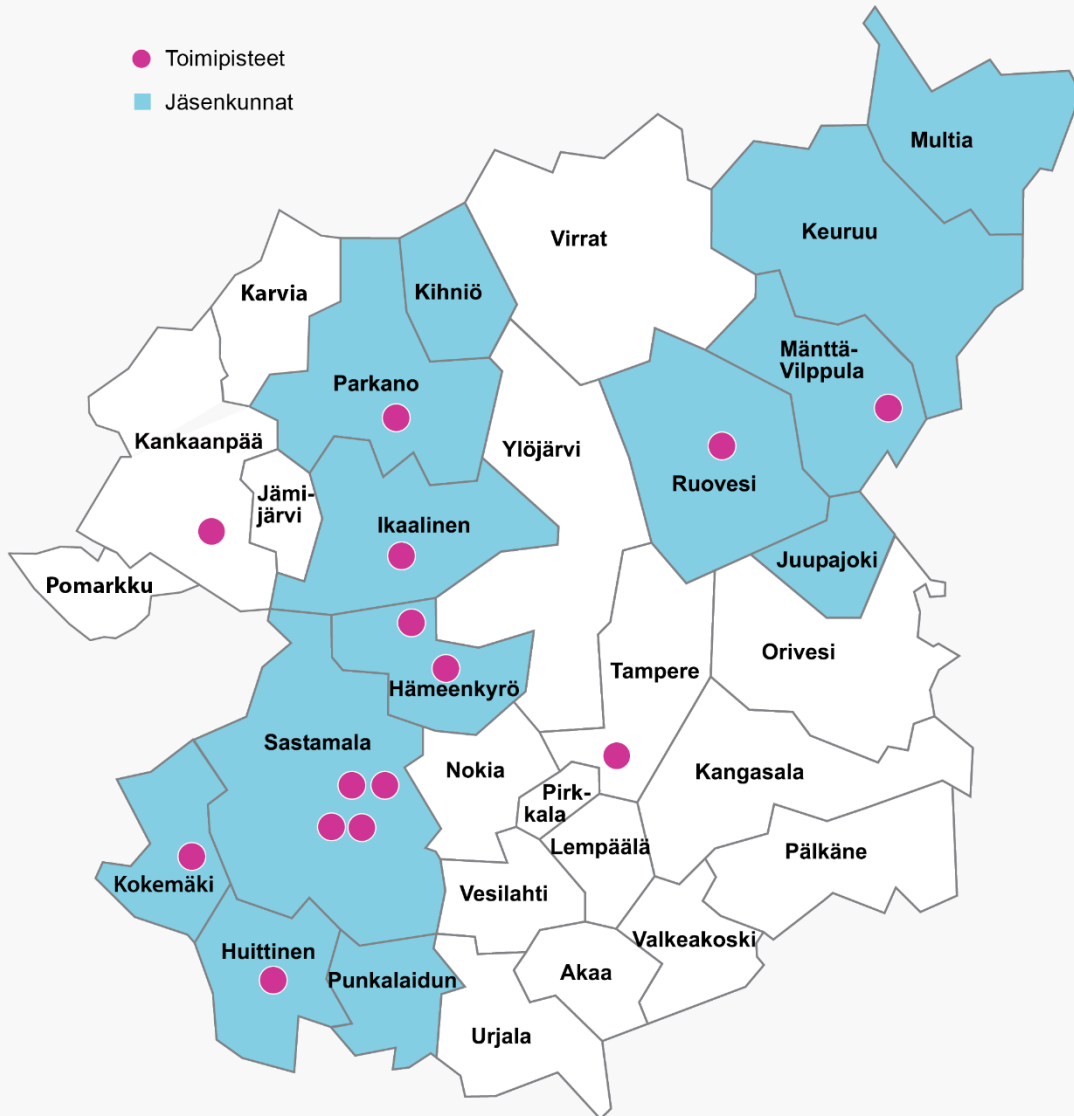 Toimipisteet
Jäsenkunnat
Multia
Keuruu
Virrat
Kihniö
Karvia
Mänttä-
Vilppula
Parkano
Kankaanpää
Ylöjärvi
Ruovesi
Jämi-
järvi
Ikaalinen
Juupajoki
Pomarkku
Orivesi
Tampere
Hämeenkyrö
Sastamala
Nokia
Kangasala
Pirk-
kala
Lempäälä
Pälkäne
Kokemäki
Vesilahti
Valkeakoski
Huittinen
Punkalaidun
Akaa
Urjala